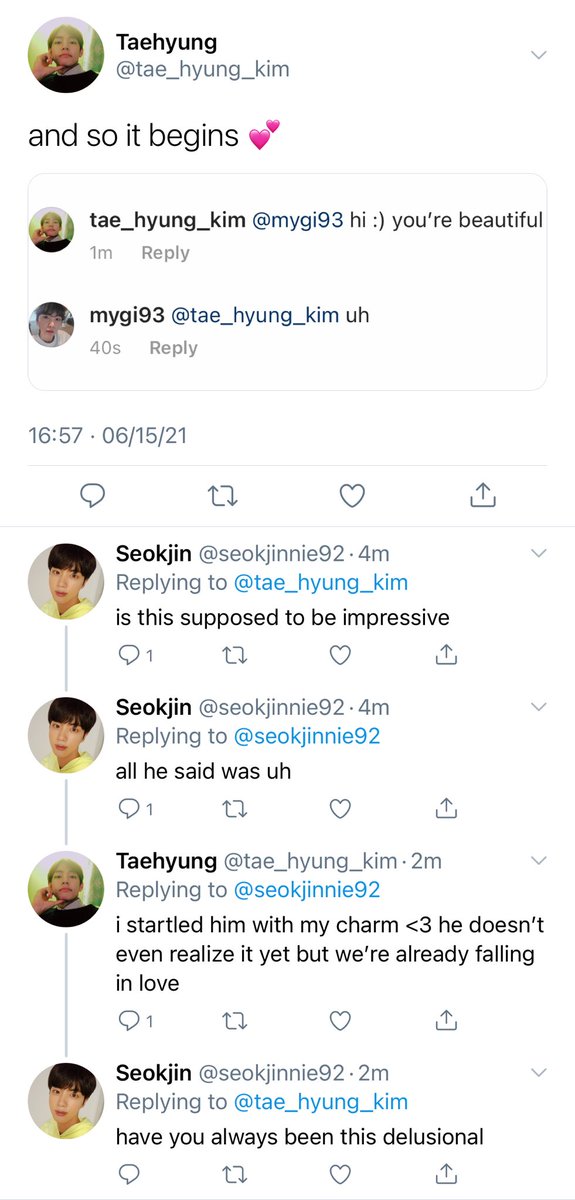 Taehyung
@tae_hyung_kim
and so it begins 💕
tae_hyung_kim @mygi93 hi :) you’re beautiful
1m Reply
mygi93 @tae_hyung_kim uh
40s Reply
16:57 · 06/15/21
Seokjin @seokjinnie92 · 4m
Replying to @tae_hyung_kim
is this supposed to be impressive
1
Seokjin @seokjinnie92 · 4m
Replying to @seokjinnie92
all he said was uh
1
Taehyung @tae_hyung_kim · 2m
Replying to @seokjinnie92
i startled him with my charm <3 he doesn’t
even realize it yet but we’re already falling
in love
1
Seokjin @seokjinnie92 · 2m
Replying to @tae_hyung_kim
have you always been this delusional